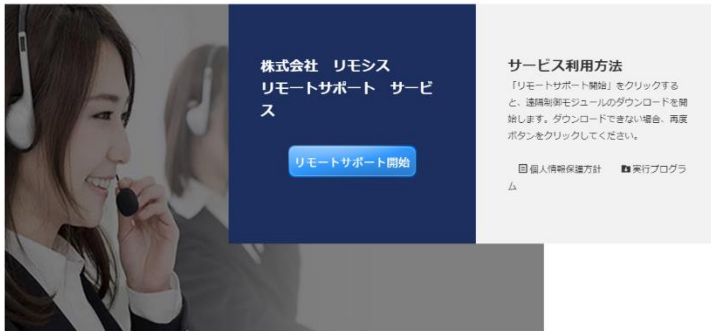 株式会社　リモシス
リモートサポート　サービ
ス
リモートサポート開始
サービス利用方法
「リモートサポート開始」をクリックする
と、遠隔制御モジュールのダウンロードを開
始します。ダウンロードできない場合、再度
ボタンをクリックしてください。
個人情報保護方針　実行プログラ
ム